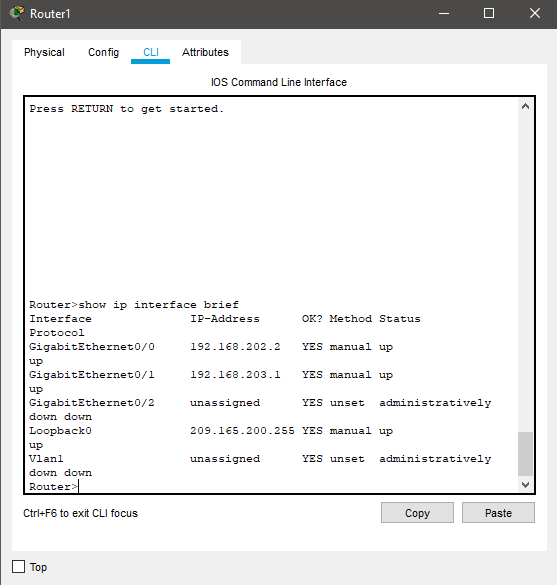 Router1
Physical Config CLI Attributes
IOS Command Line Interface
Press RETURN to get started.
Router>show ip interface brief
Interface IP-Address OK? Method Status
Protocol
GigabitEthernet0/0 192.168.202.2 YES manual up
up
GigabitEthernet0/1 192.168.203.1 YES manual up
up
GigabitEthernet0/2 unassigned YES unset administratively
down down
Loopback0 209.165.200.255 YES manual up
up
Vlan1 unassigned YES unset administratively
down down
Router>
Ctrl+F6 to exit CLI focus Copy Paste
Top